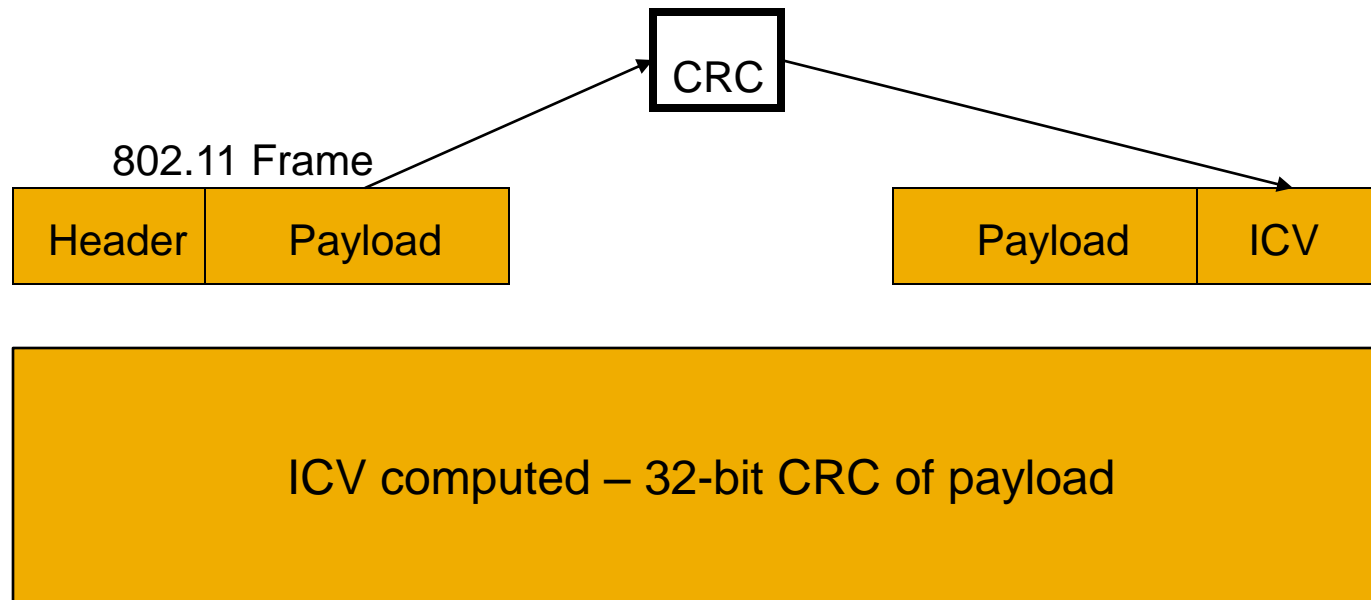 CRC
802.11 Frame
Header Payload
Payload ICV
ICV computed – 32-bit CRC of payload